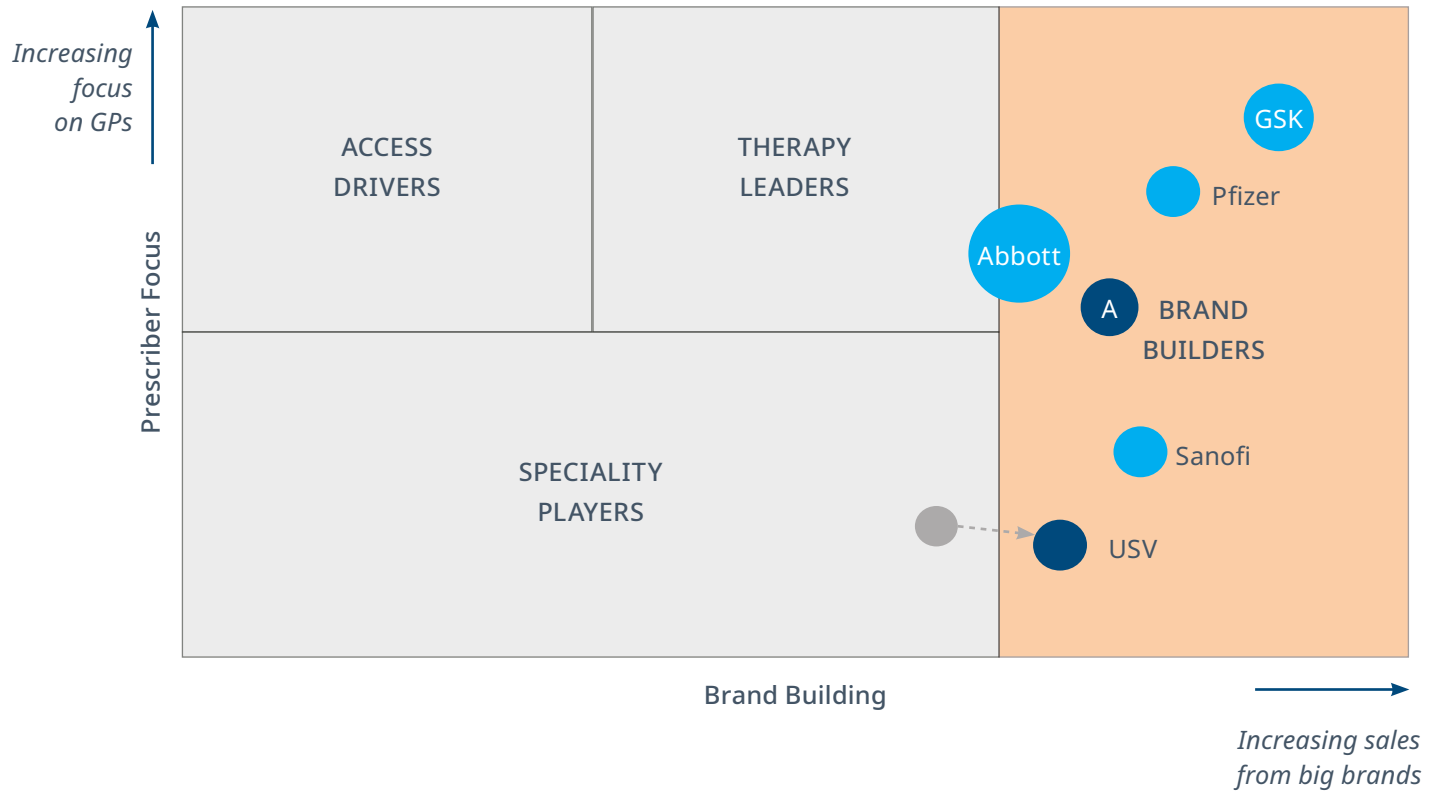 Increasing
focus
on GPs
Prescriber Focus
ACCESS
DRIVERS
THERAPY
LEADERS
GSK
Pfizer
Abbott
A
BRAND
BUILDERS
SPECIALITY
PLAYERS
Sanofi
USV
Brand Building
Increasing sales
from big brands